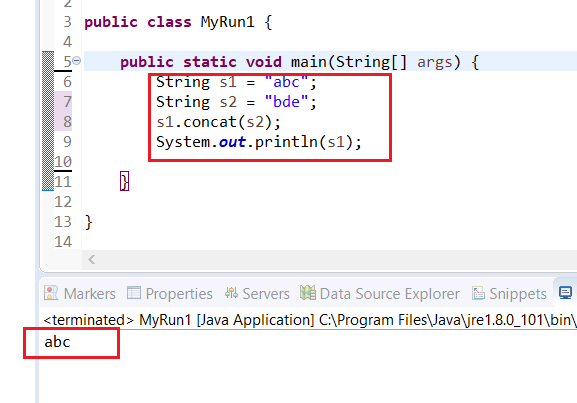 2
3 public class MyRun1 {
4
5 public static void main(String[] args) {
6 String s1 = "abc";
7 String s2 = "bde";
8 s1.concat(s2);
9 System.out.println(s1);
10
11 }
12
13 }
14
Markers Properties Servers Data Source Explorer Snippets
<terminated> MyRun1 [Java Application] C:\Program Files\Java\jre1.8.0_101\bin\
abc